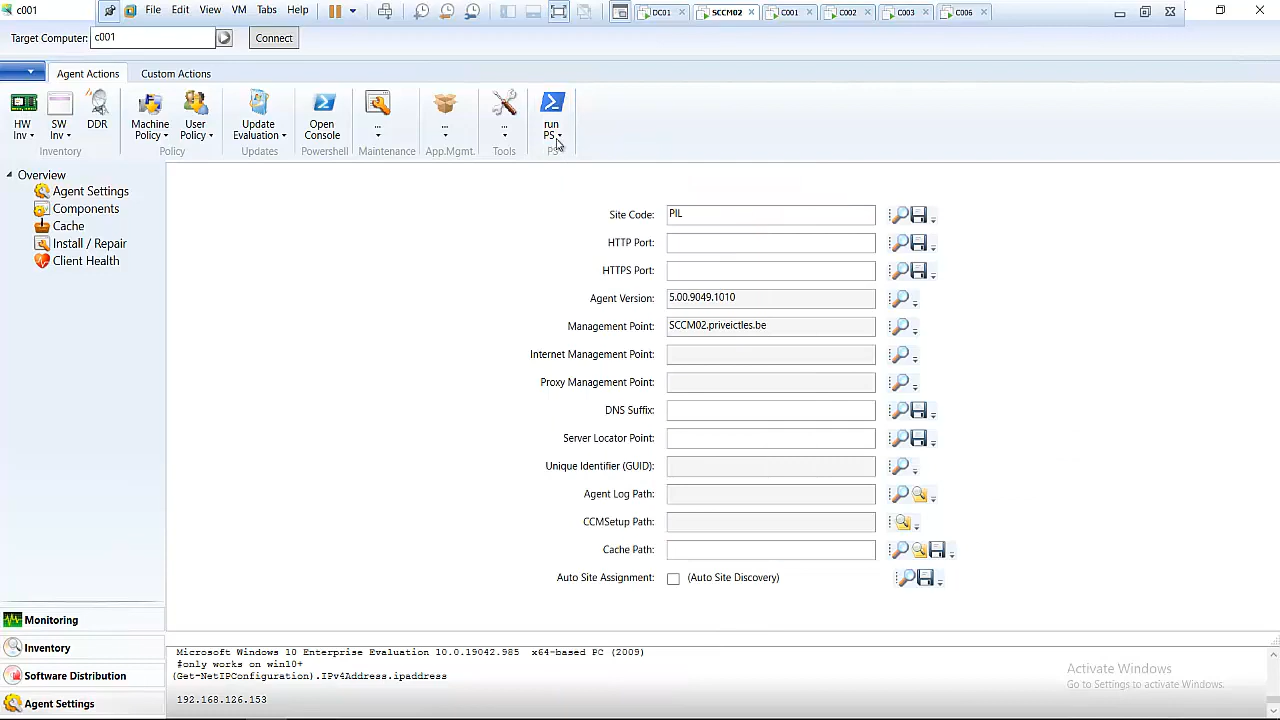 c001
File Edit View VM Tabs Help
DC01 SCCM02 C001 C002 C003 C006
Target Computer: c001 Connect
Agent Actions Custom Actions
HW Inv SW Inv DDR
Inventory
Machine Policy User Policy
Policy
Update Evaluation
Updates
Open Console
Powershell
...
Maintenance
...
App.Mgmt.
...
Tools
run PS
Overview
Agent Settings
Components
Cache
Install / Repair
Client Health
Site Code: PIL
HTTP Port:
HTTPS Port:
Agent Version: 5.00.9049.1010
Management Point: SCCM02.priveictles.be
Internet Management Point:
Proxy Management Point:
DNS Suffix:
Server Locator Point:
Unique Identifier (GUID):
Agent Log Path:
CCMSetup Path:
Cache Path:
Auto Site Assignment: (Auto Site Discovery)
Monitoring
Inventory
Software Distribution
Agent Settings
Microsoft Windows 10 Enterprise Evaluation 10.0.19042.985 x64-based PC (2009)
#only works on win10+
(Get-NetIPConfiguration).IPv4Address.ipaddress
192.168.126.153
Activate Windows
Go to Settings to activate Windows.